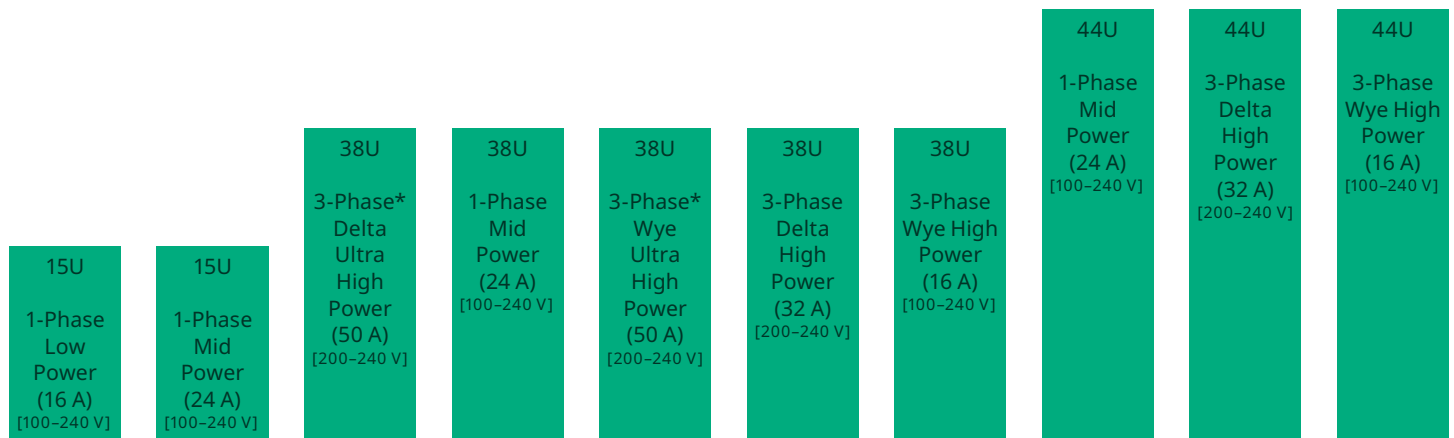 15U
1-Phase
Low
Power
(16 A)
[100–240 V]
15U
1-Phase
Mid
Power
(24 A)
[100–240 V]
38U
3-Phase*
Delta
Ultra
High
Power
(50 A)
[200–240 V]
38U
1-Phase
Mid
Power
(24 A)
[100–240 V]
38U
3-Phase*
Wye
Ultra
High
Power
(50 A)
[200–240 V]
38U
3-Phase
Delta
High
Power
(32 A)
[200–240 V]
38U
3-Phase
Wye High
Power
(16 A)
[100–240 V]
44U
1-Phase
Mid
Power
(24 A)
[100–240 V]
44U
3-Phase
Delta
High
Power
(32 A)
[200–240 V]
44U
3-Phase
Wye High
Power
(16 A)
[100–240 V]